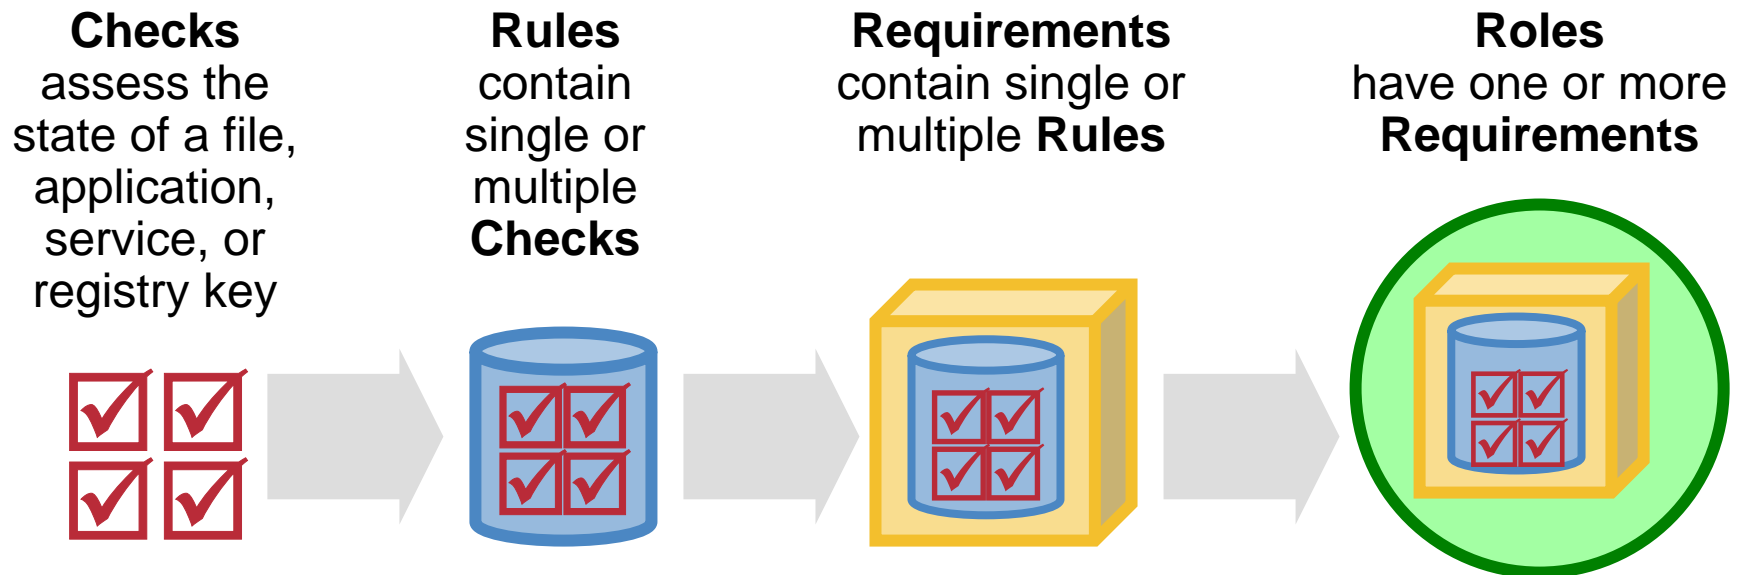 Checks
assess the
state of a file,
application,
service, or
registry key
Rules
contain
single or
multiple
Checks
Requirements
contain single or
multiple Rules
Roles
have one or more
Requirements